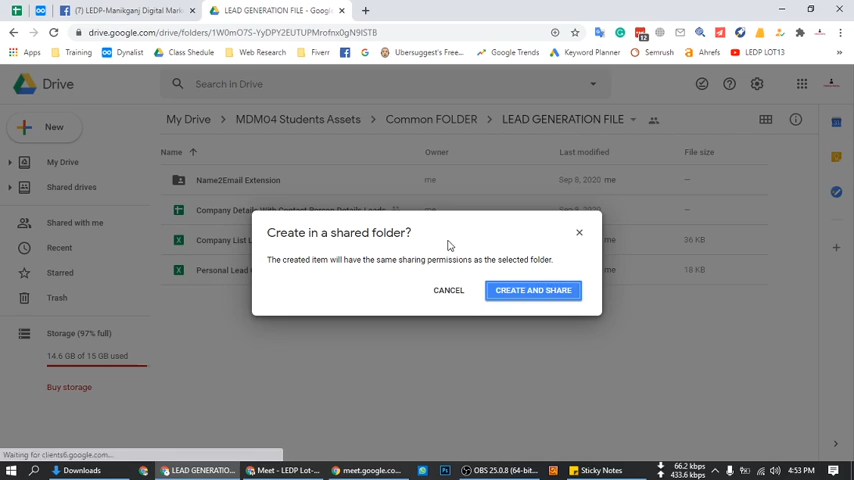 (7) LEDP-Manikganj Digital Mark
LEAD GENERATION FILE - Google
drive.google.com/drive/folders/1W0mO7S-YyDPY2EUTUPMrofnx0gN9ISTB
12
Apps
Training
Dynalist
Class Shedule
Web Research
Fiverr
Ubersuggest's Free...
Google Trends
Keyword Planner
Semrush
Ahrefs
LEDP LOT13
Drive
Search in Drive
New
My Drive
MDM04 Students Assets
Common FOLDER
LEAD GENERATION FILE
Name
Owner
Last modified
File size
My Drive
Name2Email Extension
me
Sep 8, 2020 me
–
Shared drives
Company Details With Contact Person Details Leads
me
Sep 8, 2020 me
–
Create in a shared folder?
Shared with me
Company List L
36 KB
Recent
The created item will have the same sharing permissions as the selected folder.
Personal Lead
18 KB
Starred
CANCEL
CREATE AND SHARE
Trash
Storage (97% full)
14.6 GB of 15 GB used
Buy storage
Waiting for clients6.google.com...
Downloads
LEAD GENERATIO...
Meet - LEDP Lot-...
meet.google.co...
OBS 25.0.8 (64-bit...
Sticky Notes
66.2 kbps
433.6 kbps
4:53 PM